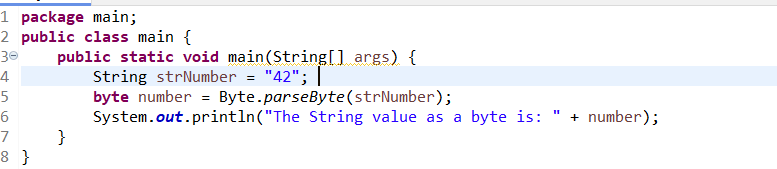 1 package main;
2 public class main {
3 public static void main(String[] args) {
4 String strNumber = "42";
5 byte number = Byte.parseByte(strNumber);
6 System.out.println("The String value as a byte is: " + number);
7 }
8 }